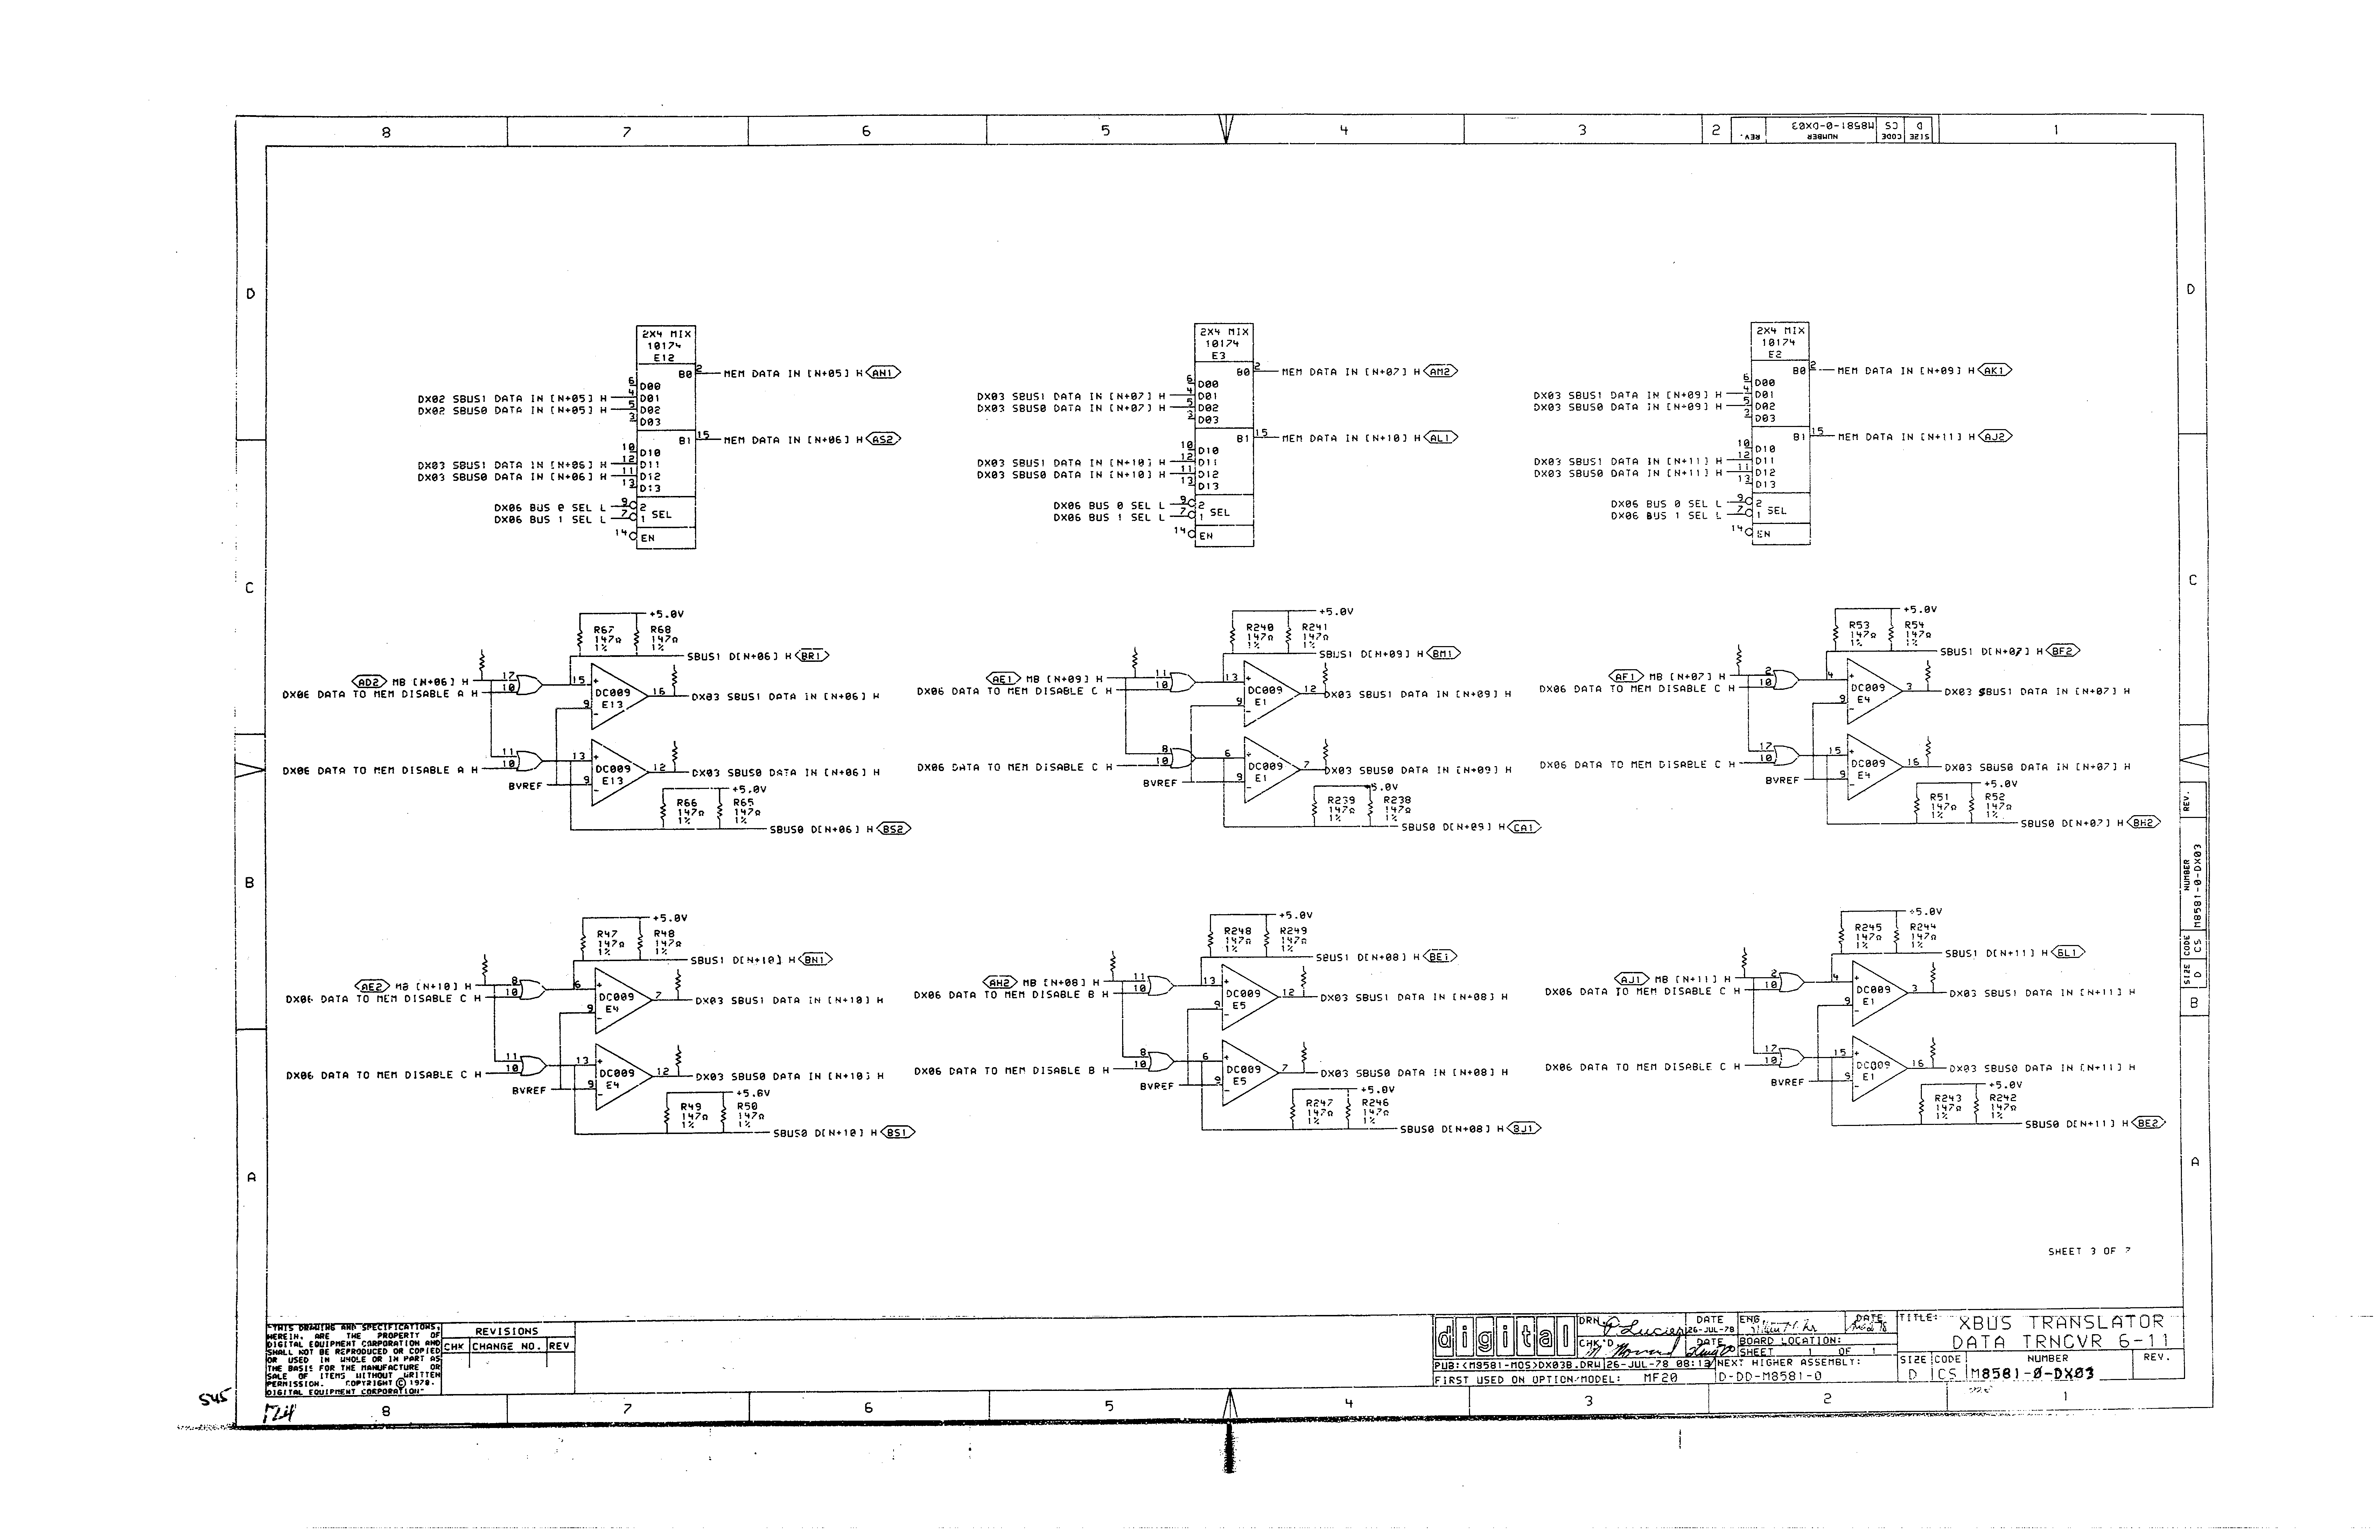 8 7 6 5 4 3 2 1
REV. NUMBER M8581-0-DX03 CODE CS SIZE D
D D
2X4 MIX
10174
E12
B0 2 MEM DATA IN [N+05] H AN1
6 D00
DX02 SBUS1 DATA IN [N+05] H 4 D01
DX02 SBUS0 DATA IN [N+05] H 5 D02
3 D03
B1 15 MEM DATA IN [N+06] H AS2
10 D10
DX03 SBUS1 DATA IN [N+06] H 12 D11
DX03 SBUS0 DATA IN [N+06] H 11 D12
13 D13
DX06 BUS 0 SEL L 9 2
DX06 BUS 1 SEL L 7 1 SEL
14 EN
2X4 MIX
10174
E3
B0 2 MEM DATA IN [N+07] H AM2
6 D00
DX03 SBUS1 DATA IN [N+07] H 4 D01
DX03 SBUS0 DATA IN [N+07] H 5 D02
3 D03
B1 15 MEM DATA IN [N+10] H AL1
10 D10
DX03 SBUS1 DATA IN [N+10] H 12 D11
DX03 SBUS0 DATA IN [N+10] H 11 D12
13 D13
DX06 BUS 0 SEL L 9 2
DX06 BUS 1 SEL L 7 1 SEL
14 EN
2X4 MIX
10174
E2
B0 2 MEM DATA IN [N+09] H AK1
6 D00
DX03 SBUS1 DATA IN [N+09] H 4 D01
DX03 SBUS0 DATA IN [N+09] H 5 D02
3 D03
B1 15 MEM DATA IN [N+11] H AJ2
10 D10
DX03 SBUS1 DATA IN [N+11] H 12 D11
DX03 SBUS0 DATA IN [N+11] H 11 D12
13 D13
DX06 BUS 0 SEL L 9 2
DX06 BUS 1 SEL L 7 1 SEL
14 EN
C C
+5.0V
R67 R68
147Ω 147Ω
1% 1%
SBUS1 D[N+06] H BR1
AD2 MB [N+06] H 17
DX06 DATA TO MEM DISABLE A H 10
15 + DC009 E13 9 - 16 DX03 SBUS1 DATA IN [N+06] H
11
DX06 DATA TO MEM DISABLE A H 10
13 + DC009 E13 9 - 12 DX03 SBUS0 DATA IN [N+06] H
BVREF
+5.0V
R66 R65
147Ω 147Ω
1% 1%
SBUS0 D[N+06] H BS2
+5.0V
R240 R241
147Ω 147Ω
1% 1%
SBUS1 D[N+09] H BM1
AE1 MB [N+09] H 11
DX06 DATA TO MEM DISABLE C H 10
13 + DC009 E1 9 - 12 DX03 SBUS1 DATA IN [N+09] H
8
DX06 DATA TO MEM DISABLE C H 10
6 + DC009 E1 9 - 7 DX03 SBUS0 DATA IN [N+09] H
BVREF
+5.0V
R239 R238
147Ω 147Ω
1% 1%
SBUS0 D[N+09] H CA1
+5.0V
R53 R54
147Ω 147Ω
1% 1%
SBUS1 D[N+07] H BF2
AF1 MB [N+07] H 2
DX06 DATA TO MEM DISABLE C H 10
4 + DC009 E4 9 - 3 DX03 SBUS1 DATA IN [N+07] H
17
DX06 DATA TO MEM DISABLE C H 10
15 + DC009 E4 9 - 16 DX03 SBUS0 DATA IN [N+07] H
BVREF
+5.0V
R51 R52
147Ω 147Ω
1% 1%
SBUS0 D[N+07] H BH2
B
+5.0V
R47 R48
147Ω 147Ω
1% 1%
SBUS1 D[N+10] H BN1
AE2 MB [N+10] H 8
DX06 DATA TO MEM DISABLE C H 10
6 DC009 E4 9 - 7 DX03 SBUS1 DATA IN [N+10] H
11
DX06 DATA TO MEM DISABLE C H 10
13 + DC009 E4 9 - 12 DX03 SBUS0 DATA IN [N+10] H
BVREF
+5.0V
R49 R50
147Ω 147Ω
1% 1%
SBUS0 D[N+10] H BS1
+5.0V
R248 R249
147Ω 147Ω
1% 1%
SBUS1 D[N+08] H BE1
AH2 MB [N+08] H 11
DX06 DATA TO MEM DISABLE B H 10
13 + DC009 E5 9 - 12 DX03 SBUS1 DATA IN [N+08] H
8
DX06 DATA TO MEM DISABLE B H 10
6 + DC009 E5 9 - 7 DX03 SBUS0 DATA IN [N+08] H
BVREF
+5.0V
R247 R246
147Ω 147Ω
1% 1%
SBUS0 D[N+08] H BJ1
+5.0V
R245 R244
147Ω 147Ω
1% 1%
SBUS1 D[N+11] H BL1
AJ1 MB [N+11] H 2
DX06 DATA TO MEM DISABLE C H 10
4 + DC009 E1 9 - 3 DX03 SBUS1 DATA IN [N+11] H
17
DX06 DATA TO MEM DISABLE C H 10
15 + DC009 E1 9 - 16 DX03 SBUS0 DATA IN [N+11] H
BVREF
+5.0V
R243 R242
147Ω 147Ω
1% 1%
SBUS0 D[N+11] H BE2
REV.
NUMBER M8581-0-DX03
CODE CS
SIZE D
B
A A
SHEET 3 OF 7
"THIS DRAWING AND SPECIFICATIONS,
HEREIN, ARE THE PROPERTY OF
DIGITAL EQUIPMENT CORPORATION AND
SHALL NOT BE REPRODUCED OR COPIED
OR USED IN WHOLE OR IN PART AS
THE BASIS FOR THE MANUFACTURE OR
SALE OF ITEMS WITHOUT WRITTEN
PERMISSION. COPYRIGHT © 1978.
DIGITAL EQUIPMENT CORPORATION"
REVISIONS
CHK CHANGE NO. REV
digital
DRN P Lucier DATE 26-JUL-78
ENG DATE
CHK'D DATE
BOARD LOCATION:
SHEET 1 OF 1
PUB:<M8581-MOS>DX03B.DRW 26-JUL-78 08:13
NEXT HIGHER ASSEMBLY:
FIRST USED ON OPTION/MODEL: MF20
D-DD-M8581-0
TITLE:
XBUS TRANSLATOR
DATA TRNCVR 6-11
SIZE CODE NUMBER REV.
D CS M8581-0-DX03
545
724
8 7 6 5 4 3 2 1